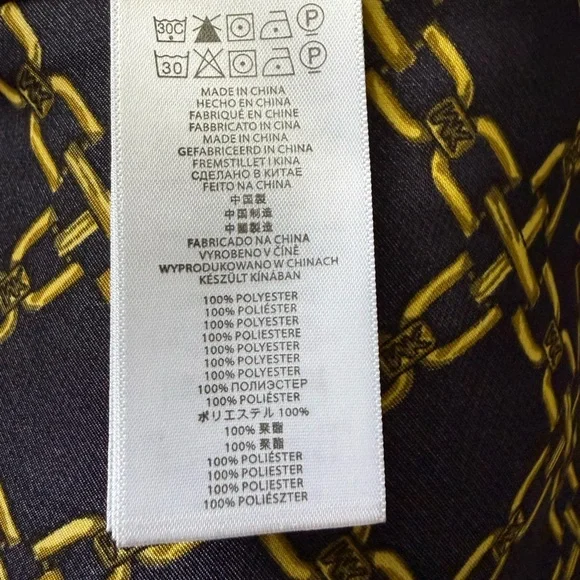 30C P
30 P
MADE IN CHINA
HECHO EN CHINA
FABRIQUÉ EN CHINE
FABBRICATO IN CINA
MADE IN CHINA
GEFABRICEERD IN CHINA
FREMSTILLET I KINA
СДЕЛАНО В КИТАЕ
FEITO NA CHINA
中国製
中国制造
中國製造
FABRICADO NA CHINA
VYROBENO V ČÍNĚ
WYPRODUKOWANO W CHINACH
KÉSZÜLT KÍNÁBAN
100% POLYESTER
100% POLIÉSTER
100% POLYESTER
100% POLIESTERE
100% POLYESTER
100% POLYESTER
100% POLYESTER
100% ПОЛИЭСТЕР
100% POLIÉSTER
ポリエステル 100%
100% 聚酯
100% 聚酯
100% POLIÉSTER
100% POLYESTER
100% POLIESTER
100% POLIÉSZTER